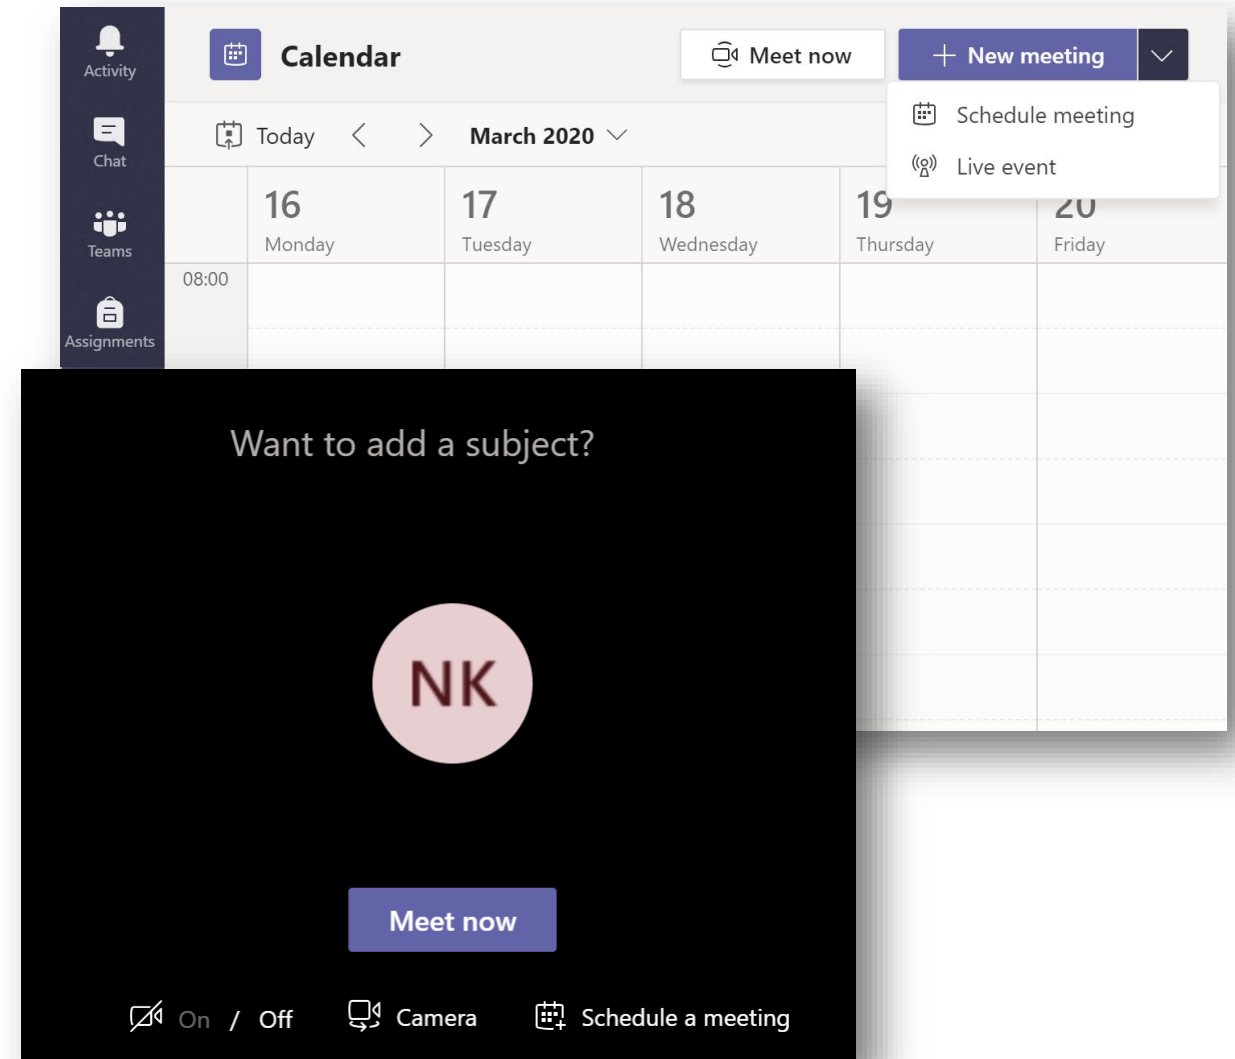 Activity
Chat
Teams
Assignments
Calendar
Meet now
New meeting
Schedule meeting
Live event
Today
March 2020
16 17 18 19 20
Monday Tuesday Wednesday Thursday Friday
08:00
Want to add a subject?
NK
Meet now
On / Off Camera Schedule a meeting